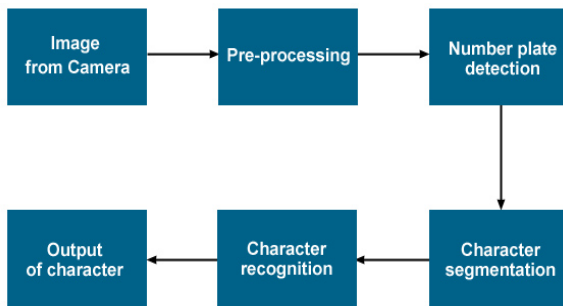 Image
from Camera
Pre-processing
Number plate
detection
Character
segmentation
Character
recognition
Output
of character